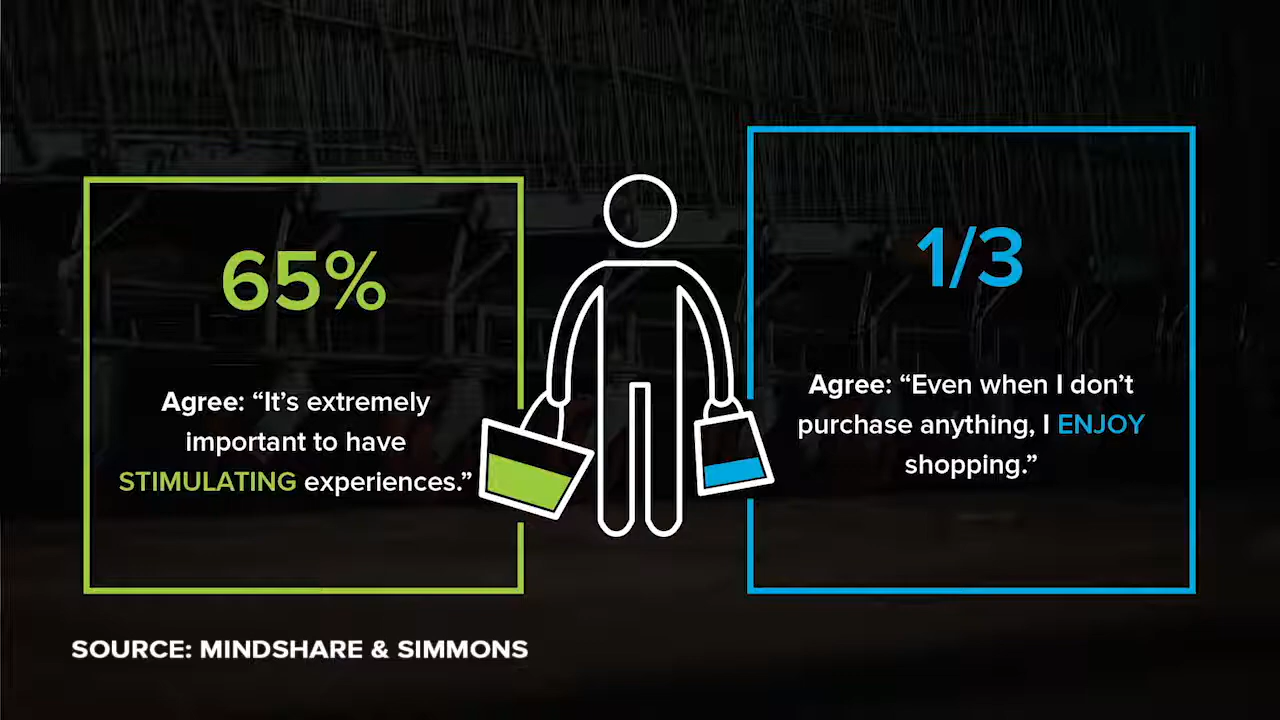 65%
Agree: “It’s extremely
important to have
STIMULATING experiences.”
1/3
Agree: “Even when I don’t
purchase anything, I ENJOY
shopping.”
SOURCE: MINDSHARE & SIMMONS